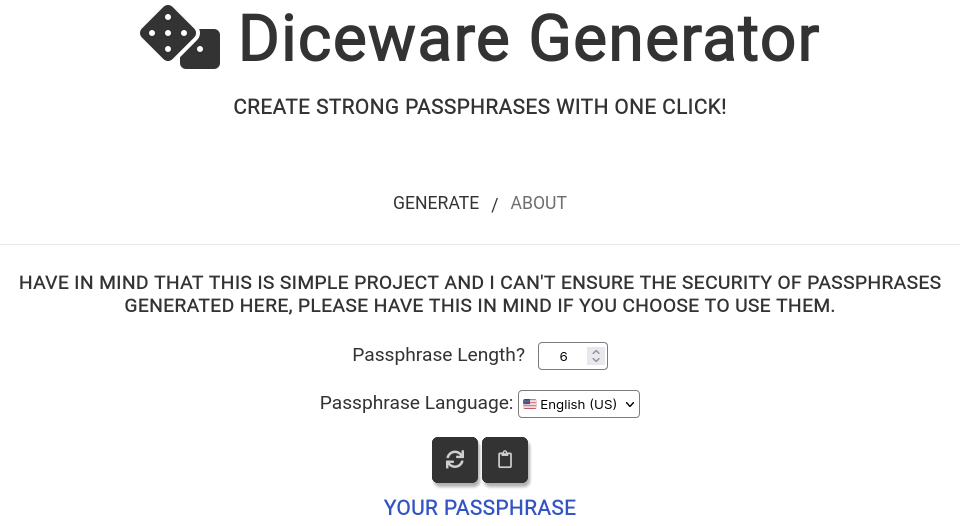 Diceware Generator
CREATE STRONG PASSPHRASES WITH ONE CLICK!
GENERATE / ABOUT
HAVE IN MIND THAT THIS IS SIMPLE PROJECT AND I CAN'T ENSURE THE SECURITY OF PASSPHRASES
GENERATED HERE, PLEASE HAVE THIS IN MIND IF YOU CHOOSE TO USE THEM.
Passphrase Length? 6
Passphrase Language: English (US)
YOUR PASSPHRASE